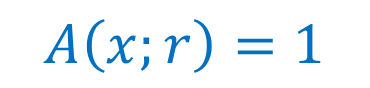 A(x; r) = 1